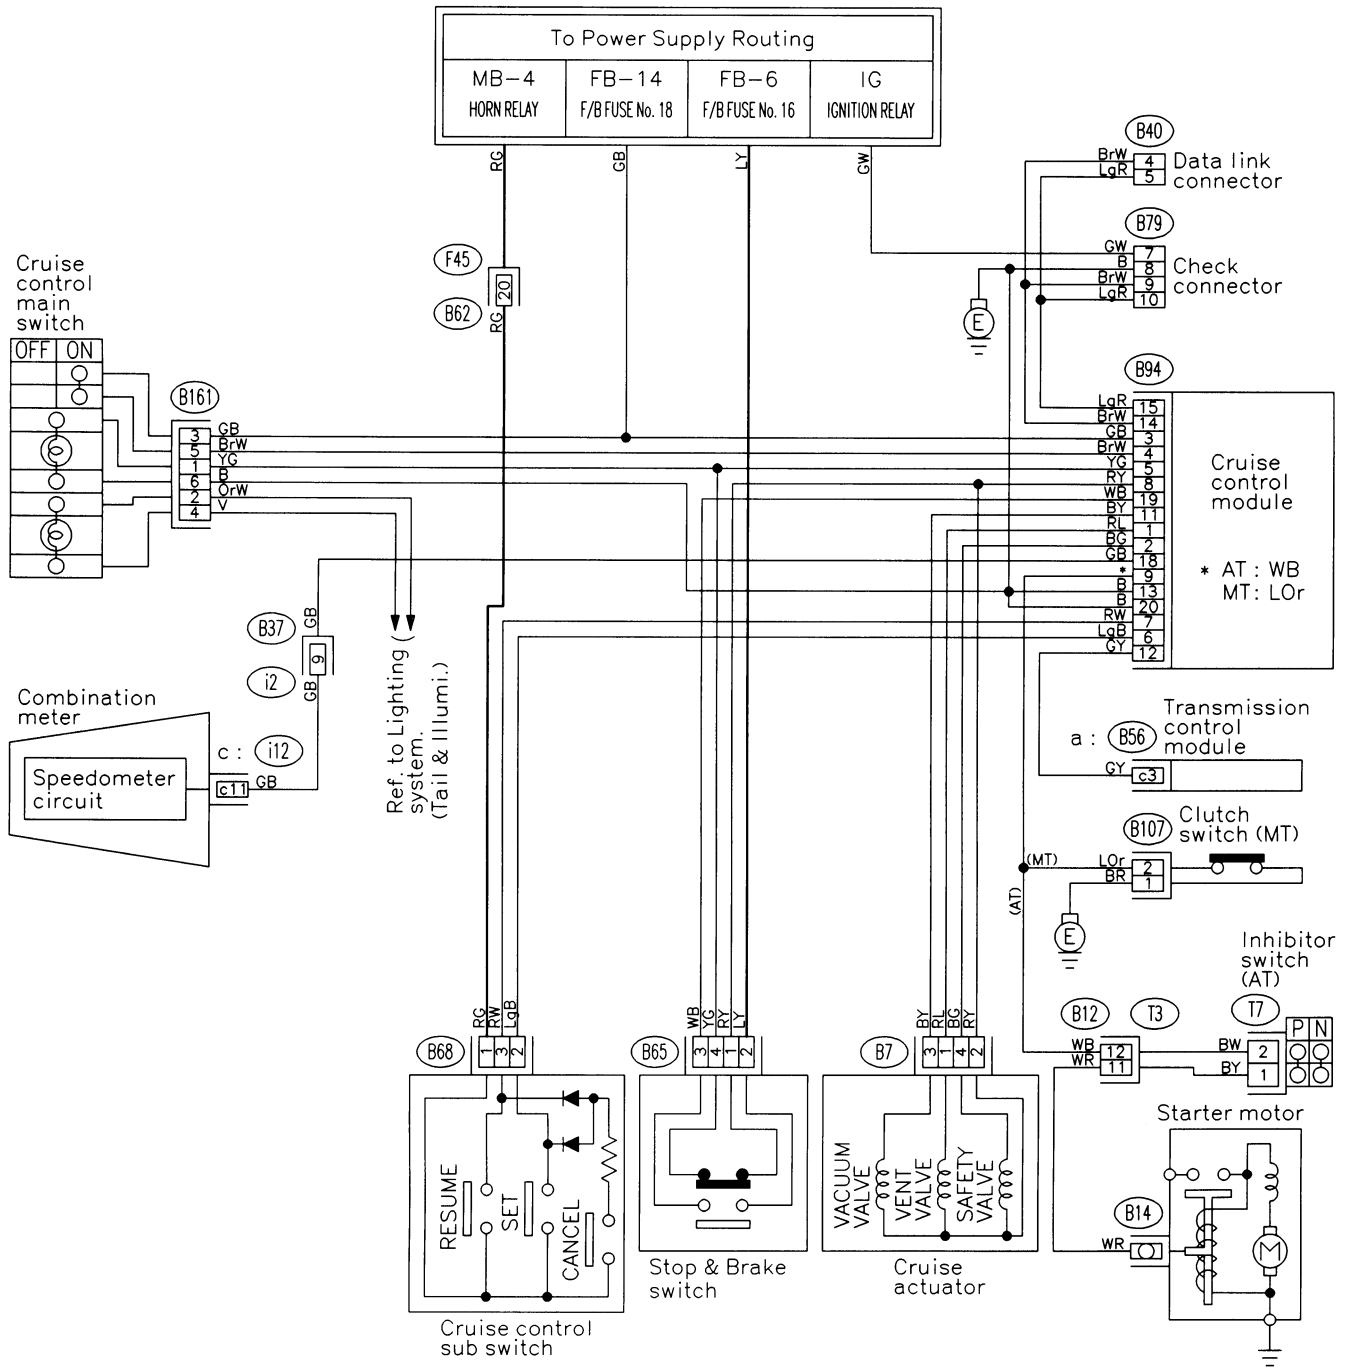 To Power Supply Routing
MB-4
HORN RELAY
FB-14
F/B FUSE No. 18
FB-6
F/B FUSE No. 16
IG
IGNITION RELAY
RG
GB
LY
GW
F45
20
B62
RG
B40
BrW 4
LgR 5
Data link
connector
B79
GW 7
B 8
BrW 9
LgR 10
Check
connector
E
Cruise
control
main
switch
OFF ON
B161
3 GB
5 BrW
1 YG
6 B
2 OrW
4 V
B94
LgR 15
BrW 14
GB 3
BrW 4
YG 5
RY 8
WB 19
BY 11
RL 1
BG 2
GB 18
* 9
B 13
B 20
RW 7
LgB 6
GY 12
Cruise
control
module
* AT : WB
MT : LOr
GB
B37
9
i2
GB
Ref. to Lighting (
system.
(Tail & Illumi.)
Combination
meter
Speedometer
circuit
c : i12
c11 GB
Transmission
control
module
a : B56
GY c3
Clutch
switch (MT)
B107
(MT) LOr 2
BR 1
(AT)
E
Inhibitor
switch
(AT)
B12 T3 T7
P N
WB 12 BW 2
WR 11 BY 1
Starter motor
B14
WR
M
RG RW LgB
B68 1 3 2
RESUME
SET
CANCEL
Cruise control
sub switch
WB YG RY LY
B65 3 4 1 2
Stop & Brake
switch
BY RL BG RY
B7 3 1 4 2
VACUUM
VALVE
VENT
VALVE
SAFETY
VALVE
Cruise
actuator